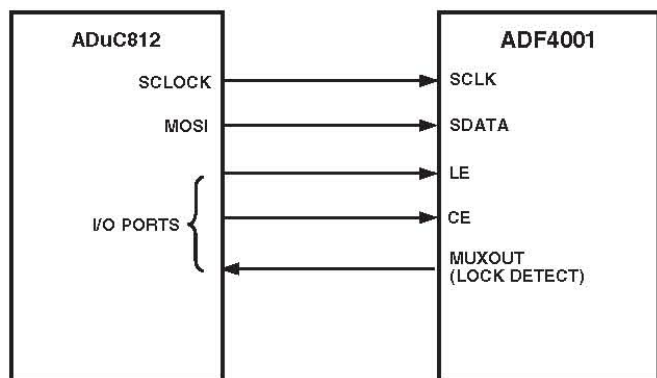 ADuC812
ADF4001
SCLOCK
SCLK
MOSI
SDATA
LE
I/O PORTS
CE
MUXOUT
(LOCK DETECT)